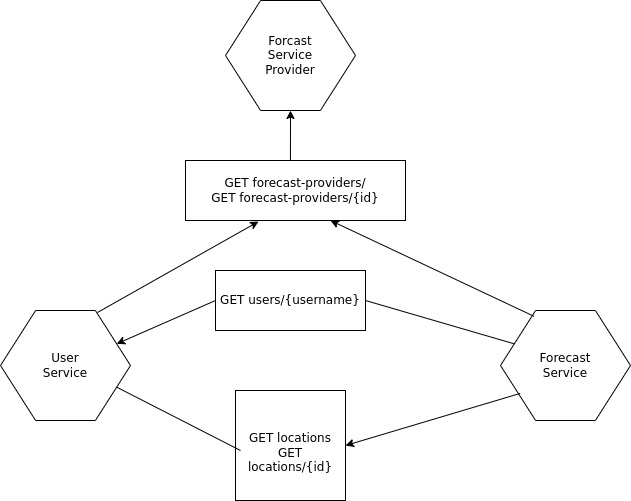 Forcast
Service
Provider
GET forecast-providers/
GET forecast-providers/{id}
GET users/{username}
User
Service
Forecast
Service
GET locations
GET
locations/{id}